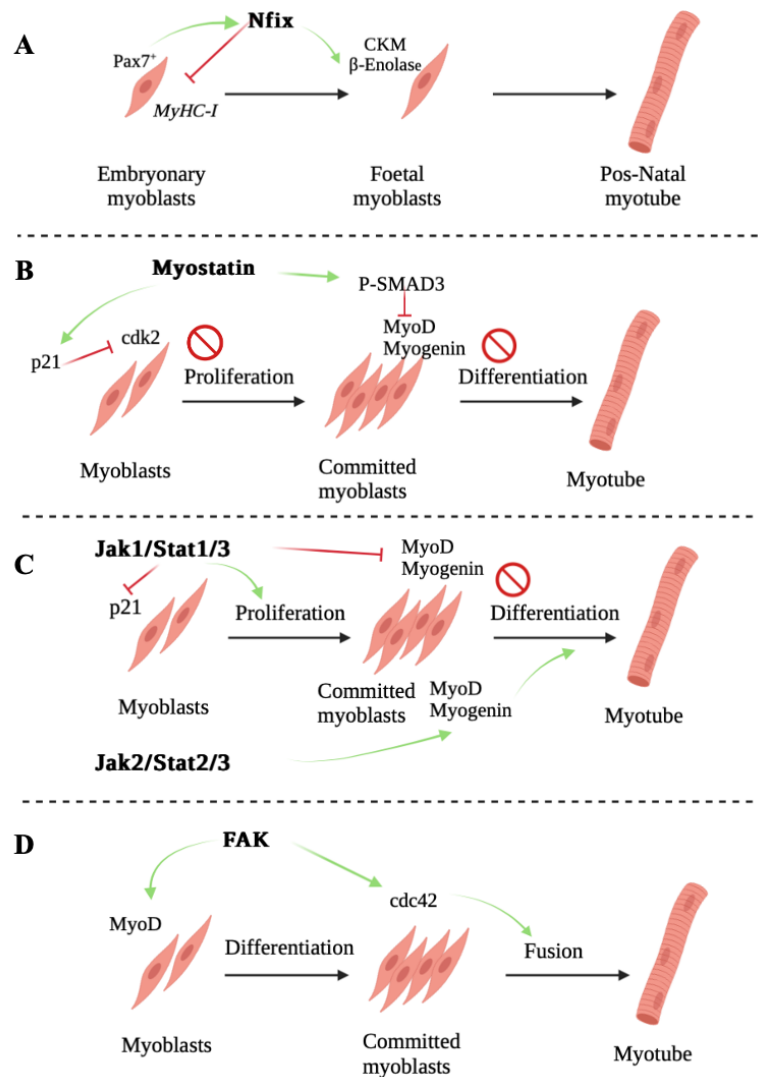 A
Nfix
Pax7+
MyHC-I
CKM
β-Enolase
Embryonary
myoblasts
Foetal
myoblasts
Pos-Natal
myotube
B
Myostatin
P-SMAD3
p21
cdk2
MyoD
Myogenin
Proliferation
Differentiation
Myoblasts
Committed
myoblasts
Myotube
C
Jak1/Stat1/3
MyoD
Myogenin
p21
Proliferation
Differentiation
Myoblasts
Committed
myoblasts
MyoD
Myogenin
Myotube
Jak2/Stat2/3
D
FAK
MyoD
cdc42
Differentiation
Fusion
Myoblasts
Committed
myoblasts
Myotube